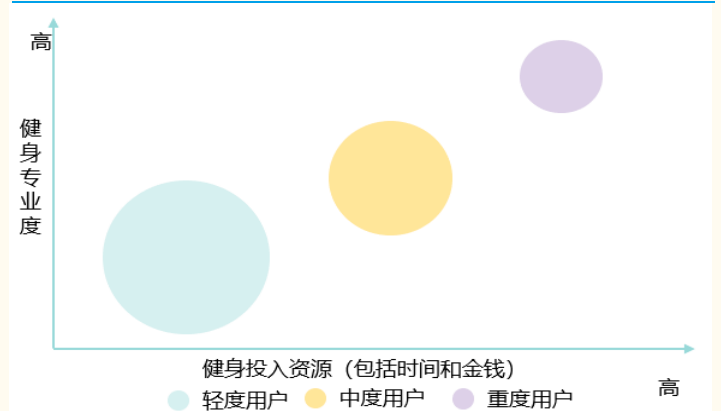 高
健身专业度
健身投入资源（包括时间和金钱）
高
轻度用户 中度用户 重度用户